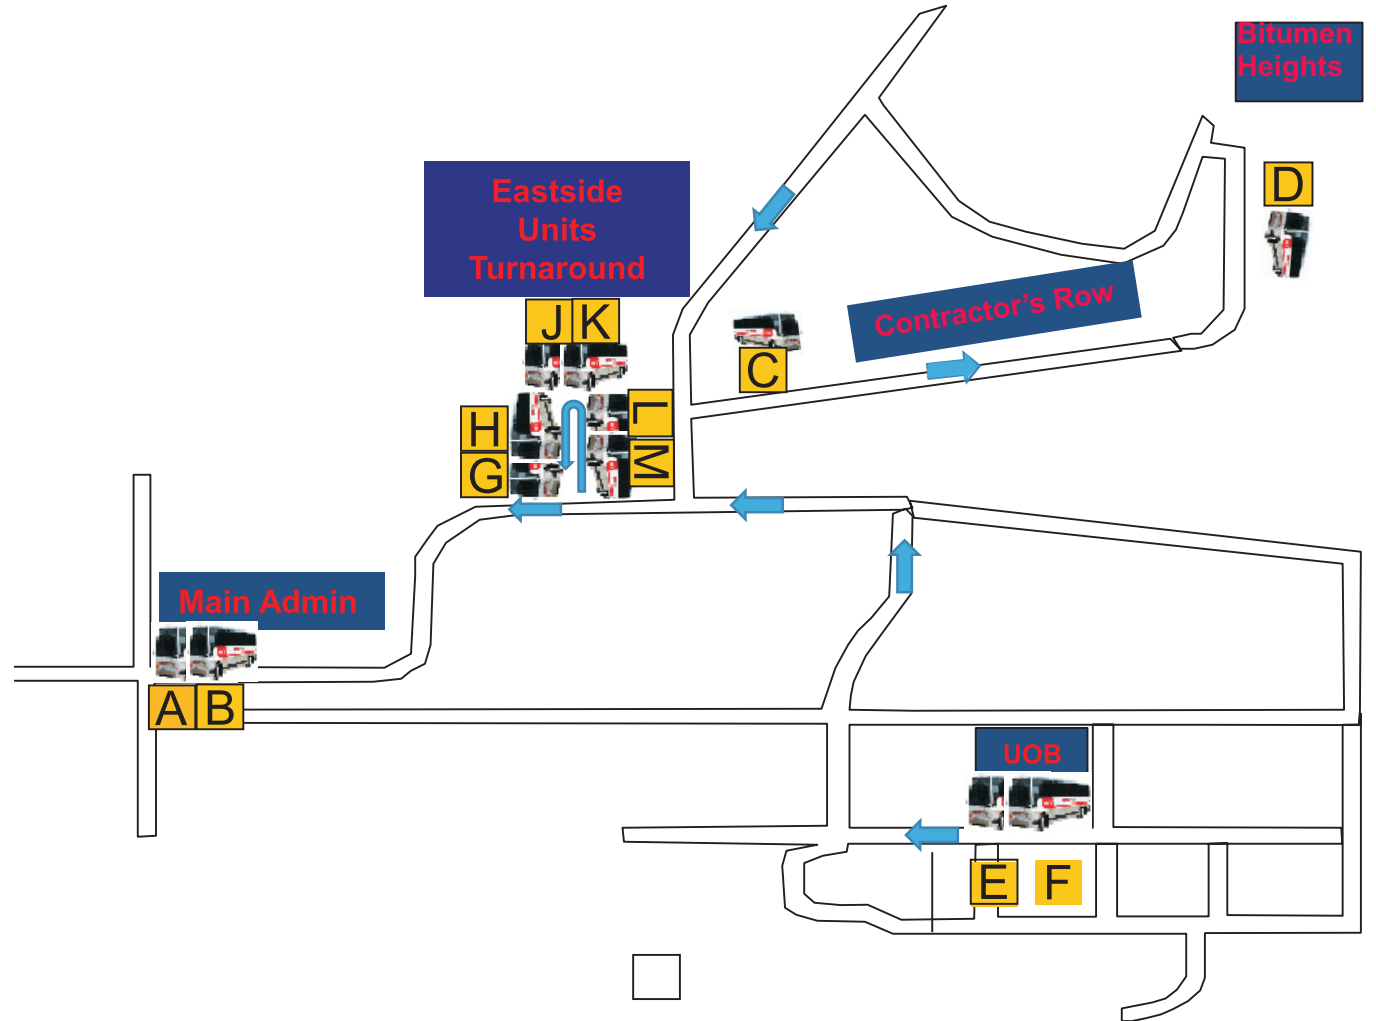 Bitumen
Heights
D
Eastside
Units
Turnaround
J K
Contractor's Row
C
H
L
G
M
Main Admin
A B
UOB
E F